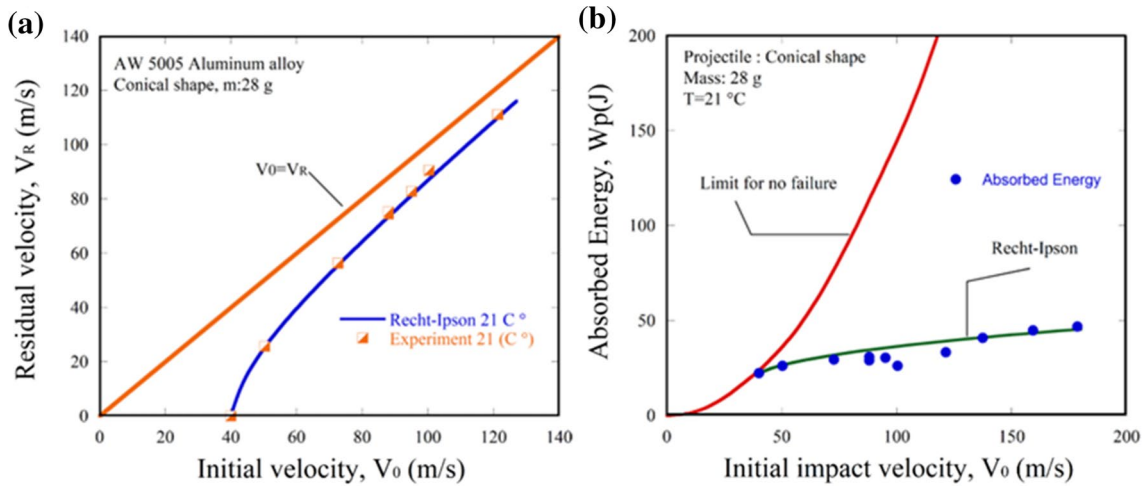 (a)
140
120
100
80
60
40
20
0
0
20
40
60
80
100
120
140
Residual velocity, VR (m/s)
Initial velocity, V0 (m/s)
AW 5005 Aluminum alloy
Conical shape, m:28 g
V0=VR
Recht-Ipson 21 C °
Experiment 21 (C °)
(b)
200
150
100
50
0
0
50
100
150
200
Absorbed Energy, Wp(J)
Initial impact velocity, V0 (m/s)
Projectile : Conical shape
Mass: 28 g
T=21 °C
Limit for no failure
Absorbed Energy
Recht-Ipson